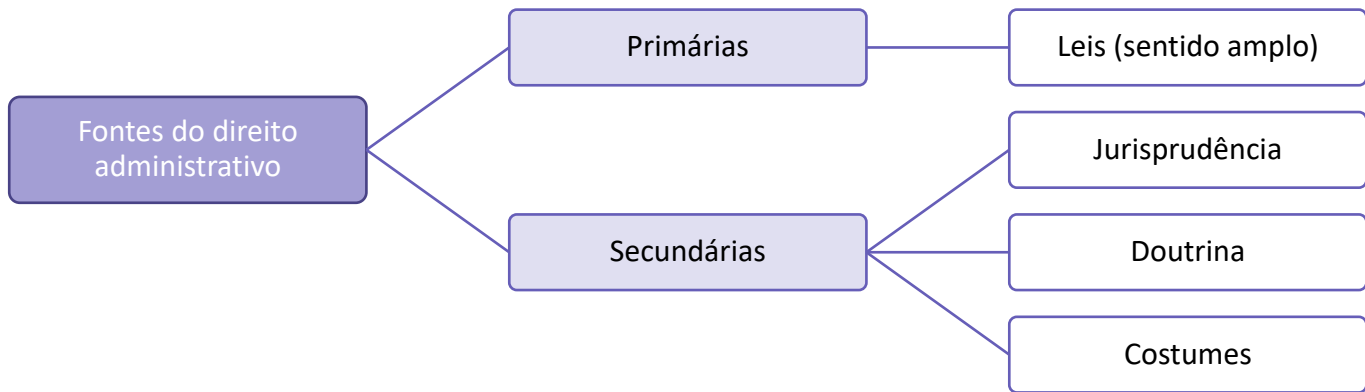 Fontes do direito
administrativo
Primárias
Leis (sentido amplo)
Secundárias
Jurisprudência
Doutrina
Costumes